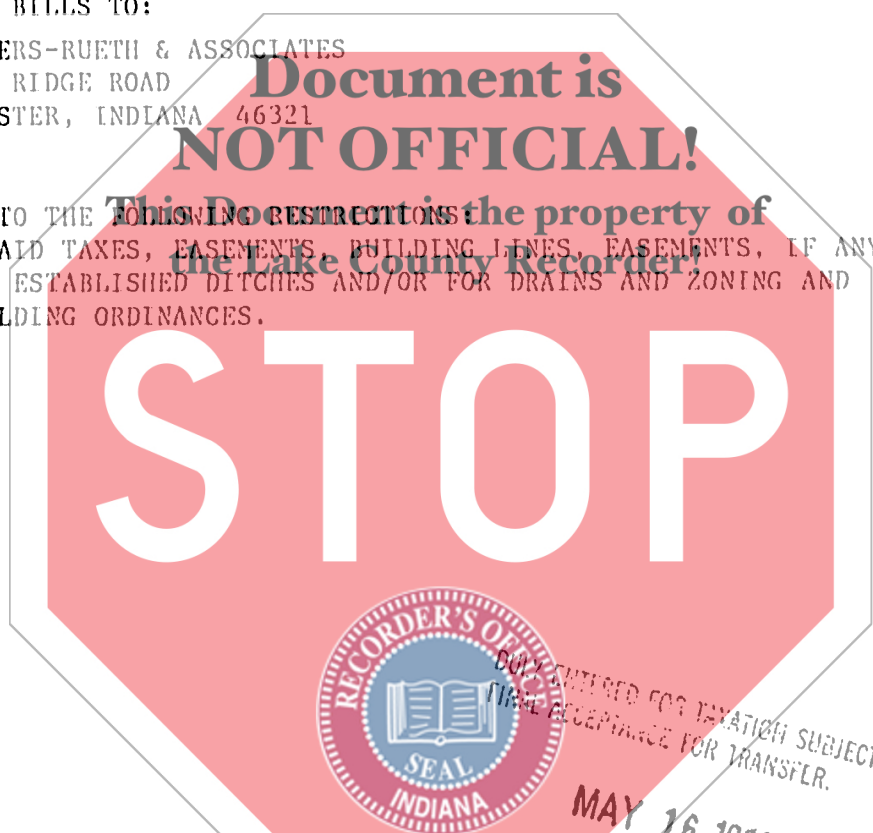 BILLS TO:
ERS-RUETH & ASSOCIATES
RIDGE ROAD
STER, INDIANA 46321
Document is
NOT OFFICIAL!
This Document is the property of
the Lake County Recorder!
TO THE FOLLOWING RESTRICTIONS:
AID TAXES, EASEMENTS, BUILDING LINES, EASEMENTS, IF ANY
ESTABLISHED DITCHES AND/OR FOR DRAINS AND ZONING AND
LDING ORDINANCES.
STOP
RECORDER'S OFFICE
SEAL
INDIANA
DULY ENTERED FOR TAXATION SUBJECT
FINAL ACCEPTANCE FOR TRANSFER.
MAY 16